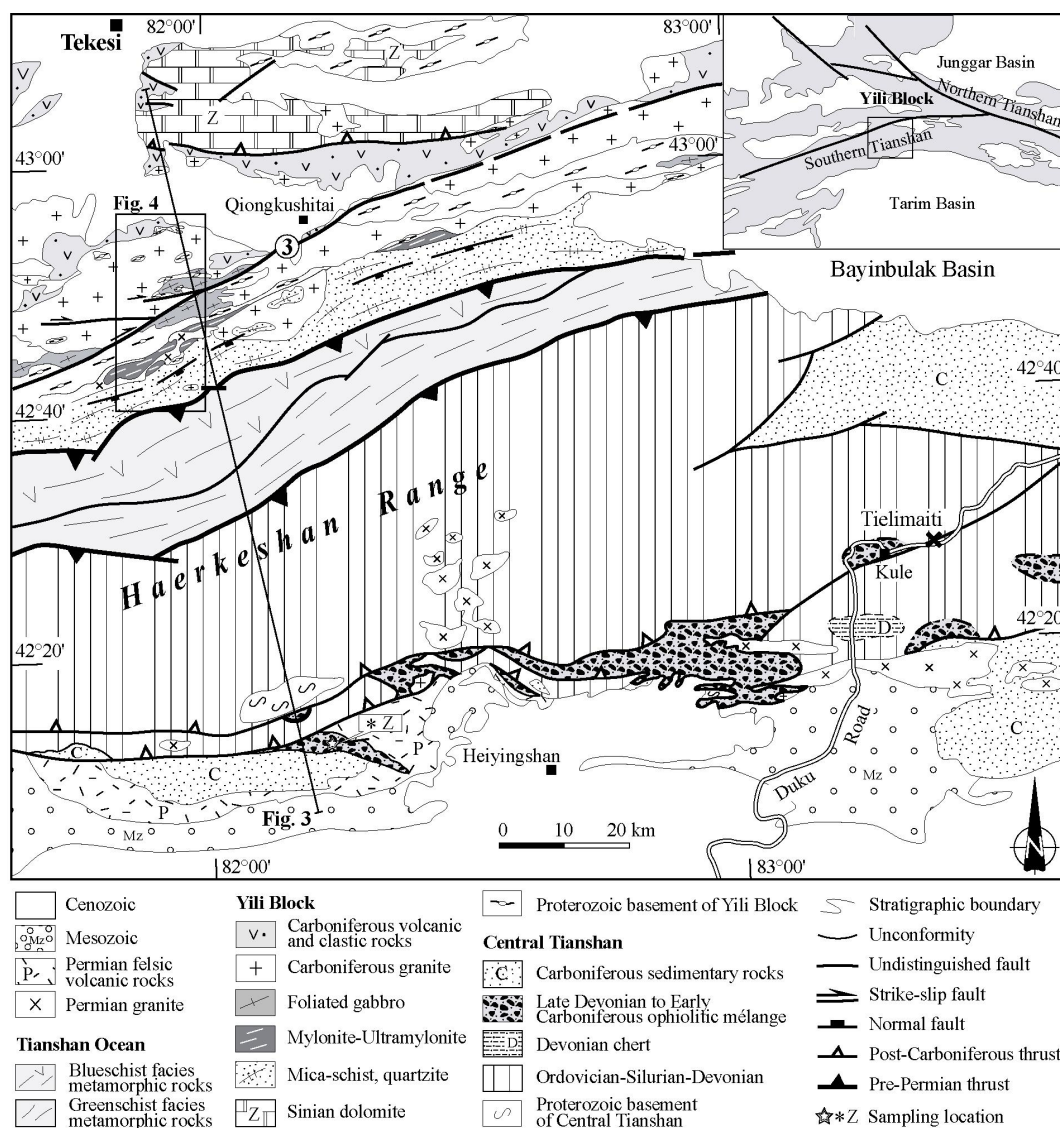 82°00'
83°00'
Tekesi
Z
Z
43°00'
43°00'
Junggar Basin
Yili Block
Northern Tianshan
Southern Tianshan
Tarim Basin
Fig. 4
Qiongkushitai
3
Bayinbulak Basin
C
42°40'
42°40'
Haerkeshan Range
Tielimaiti
Kule
D
42°20'
42°20'
* Z
C
P
C
P
Mz
Fig. 3
Heiyingshan
Duku Road
Mz
C
0 10 20 km
N
82°00'
83°00'
Cenozoic
Mz Mesozoic
P Permian felsic
volcanic rocks
Permian granite
Tianshan Ocean
Blueschist facies
metamorphic rocks
Greenschist facies
metamorphic rocks
Yili Block
Carboniferous volcanic
and clastic rocks
Carboniferous granite
Foliated gabbro
Mylonite-Ultramylonite
Mica-schist, quartzite
Z Sinian dolomite
Proterozoic basement of Yili Block
Central Tianshan
C Carboniferous sedimentary rocks
Late Devonian to Early
Carboniferous ophiolitic mélange
D Devonian chert
Ordovician-Silurian-Devonian
Proterozoic basement
of Central Tianshan
Stratigraphic boundary
Unconformity
Undistinguished fault
Strike-slip fault
Normal fault
Post-Carboniferous thrust
Pre-Permian thrust
☆*Z Sampling location